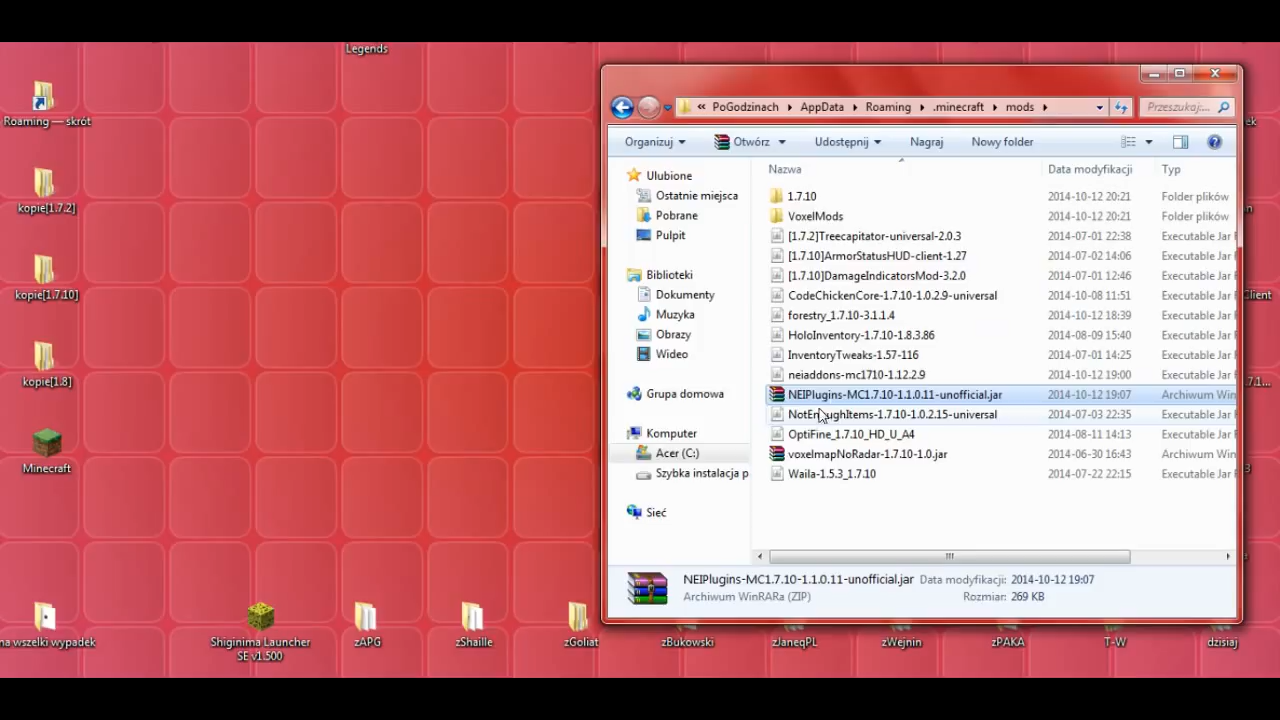 Legends
Roaming — skrót
kopie[1.7.2]
kopie[1.7.10]
kopie[1.8]
Minecraft
na wszelki wypadek
Shiginima Launcher
SE v1.500
zAPG
zShaille
zGoliat
zBukowski
zJaneqPL
zWejnin
zPAKA
T-W
dzisiaj
« PoGodzinach AppData Roaming .minecraft mods
Przeszukaj:...
Organizuj Otwórz Udostępnij Nagraj Nowy folder
Nazwa Data modyfikacji Typ
Ulubione
Ostatnie miejsca
Pobrane
Pulpit
Biblioteki
Dokumenty
Muzyka
Obrazy
Wideo
Grupa domowa
Komputer
Acer (C:)
Szybka instalacja p
Sieć
1.7.10 2014-10-12 20:21 Folder plików
VoxelMods 2014-10-12 20:21 Folder plików
[1.7.2]Treecapitator-universal-2.0.3 2014-07-01 22:38 Executable Jar F
[1.7.10]ArmorStatusHUD-client-1.27 2014-07-02 14:06 Executable Jar F
[1.7.10]DamageIndicatorsMod-3.2.0 2014-07-01 12:46 Executable Jar F
CodeChickenCore-1.7.10-1.0.2.9-universal 2014-10-08 11:51 Executable Jar F
forestry_1.7.10-3.1.1.4 2014-10-12 18:39 Executable Jar F
HoloInventory-1.7.10-1.8.3.86 2014-08-09 15:40 Executable Jar F
InventoryTweaks-1.57-116 2014-07-01 14:25 Executable Jar F
neiaddons-mc1710-1.12.2.9 2014-10-12 19:00 Executable Jar F
NEIPlugins-MC1.7.10-1.1.0.11-unofficial.jar 2014-10-12 19:07 Archiwum Win
NotEnoughItems-1.7.10-1.0.2.15-universal 2014-07-03 22:35 Executable Jar F
OptiFine_1.7.10_HD_U_A4 2014-08-11 14:13 Executable Jar F
voxelmapNoRadar-1.7.10-1.0.jar 2014-06-30 16:43 Archiwum Win
Waila-1.5.3_1.7.10 2014-07-22 22:15 Executable Jar F
NEIPlugins-MC1.7.10-1.1.0.11-unofficial.jar Data modyfikacji: 2014-10-12 19:07
Archiwum WinRARa (ZIP) Rozmiar: 269 KB
Client